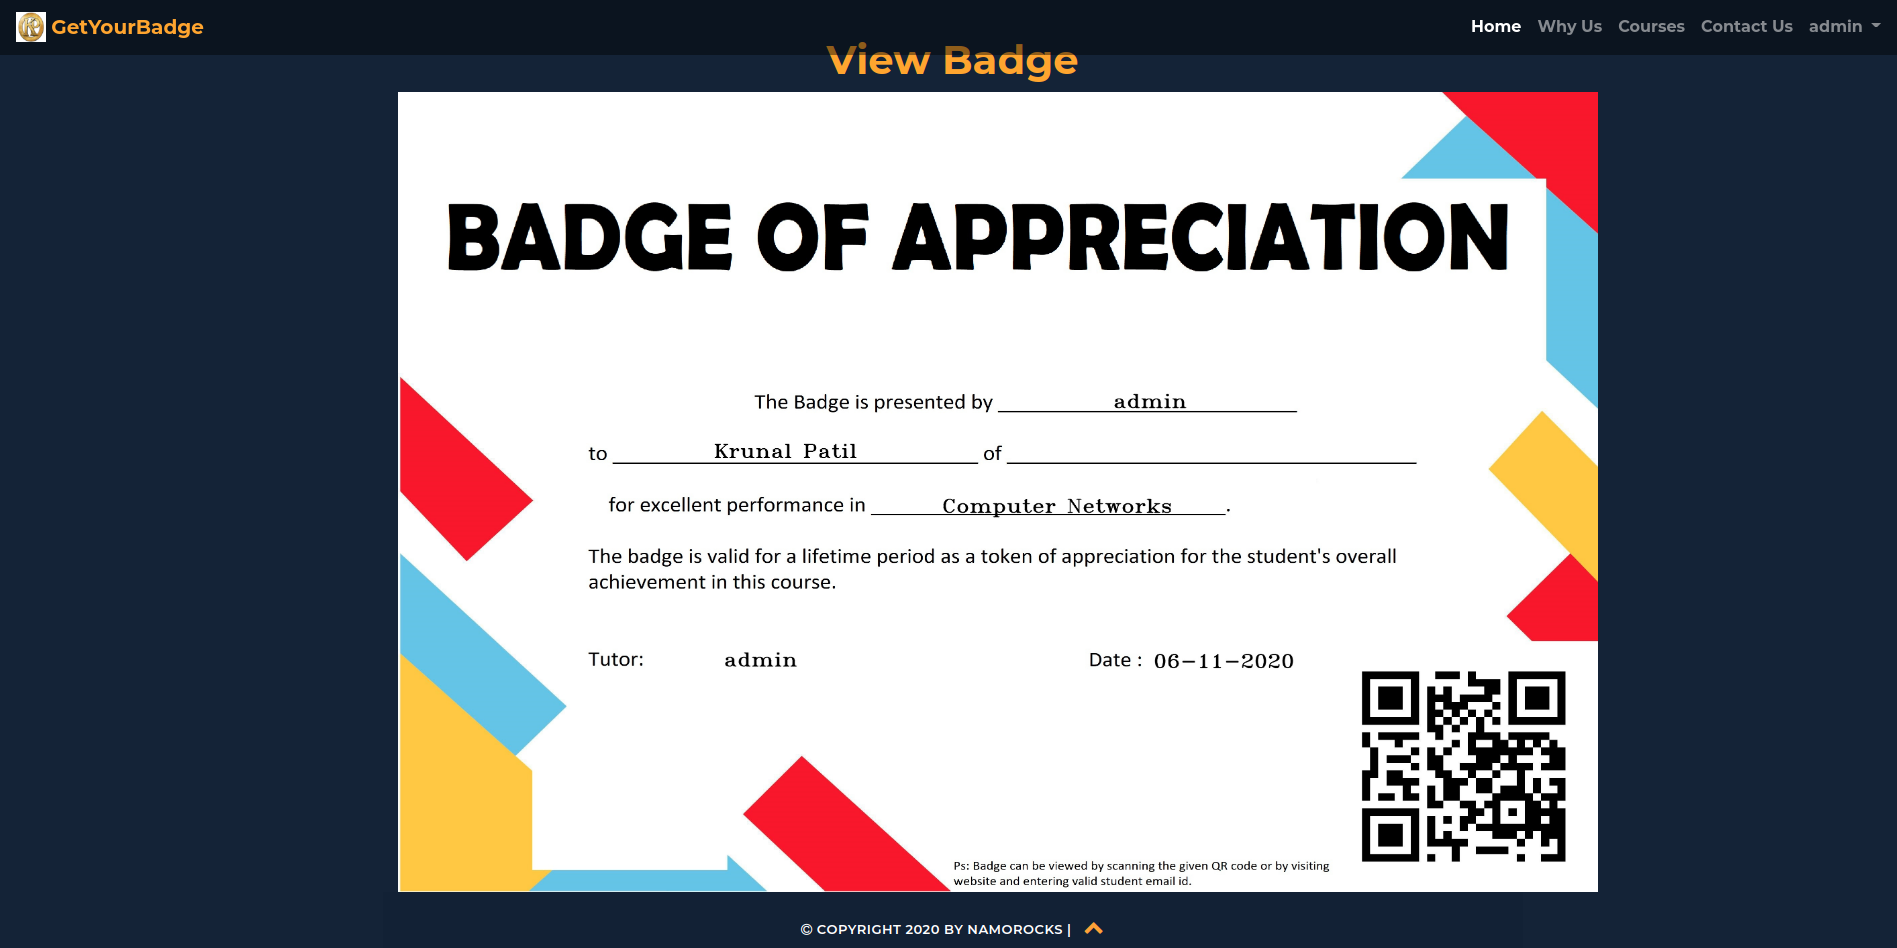 GetYourBadge
Home Why Us Courses Contact Us admin
View Badge
BADGE OF APPRECIATION
The Badge is presented by admin
to Krunal Patil of
for excellent performance in Computer Networks .
The badge is valid for a lifetime period as a token of appreciation for the student's overall
achievement in this course.
Tutor: admin Date : 06-11-2020
Ps: Badge can be viewed by scanning the given QR code or by visiting
website and entering valid student email id.
© COPYRIGHT 2020 BY NAMOROCKS |